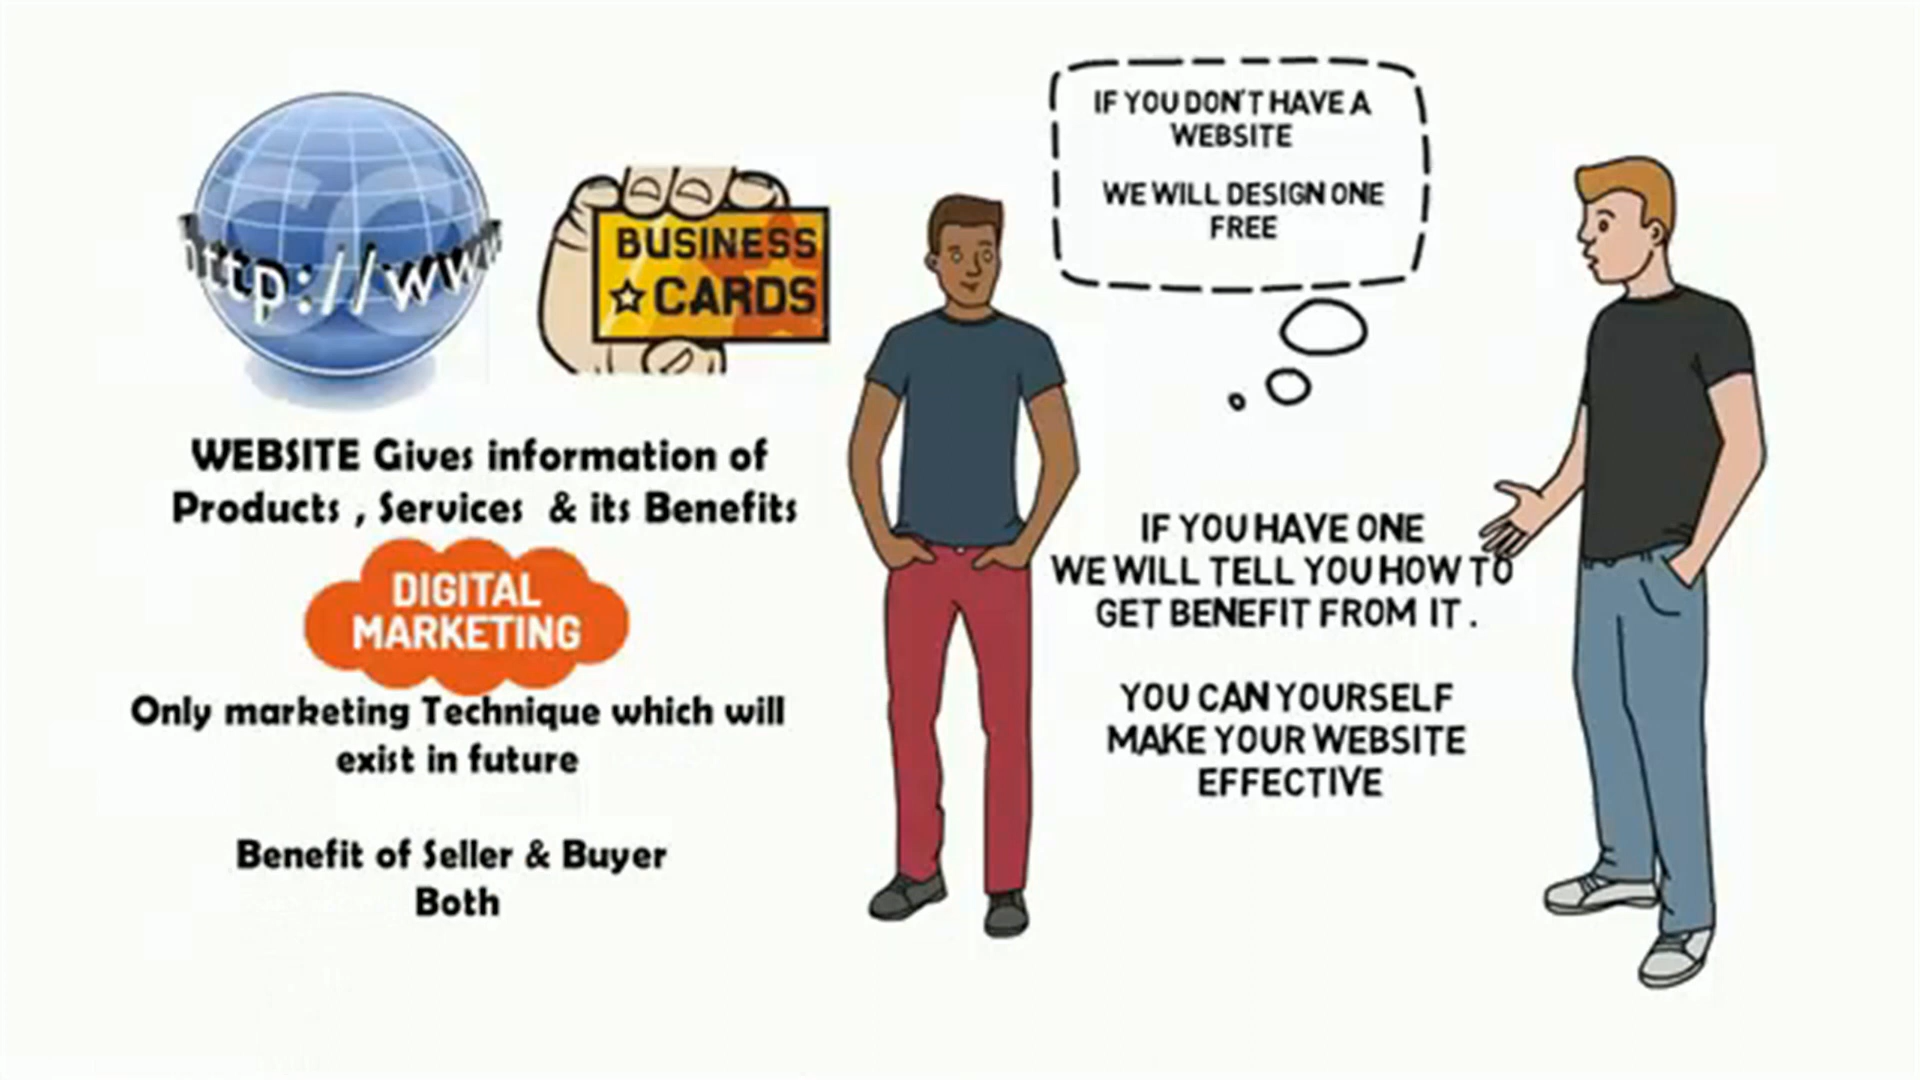 http://www
BUSINESS
CARDS
WEBSITE Gives information of
Products , Services & its Benefits
DIGITAL
MARKETING
Only marketing Technique which will
exist in future
Benefit of Seller & Buyer
Both
IF YOU DON'T HAVE A
WEBSITE
WE WILL DESIGN ONE
FREE
IF YOU HAVE ONE
WE WILL TELL YOU HOW TO
GET BENEFIT FROM IT .
YOU CAN YOURSELF
MAKE YOUR WEBSITE
EFFECTIVE